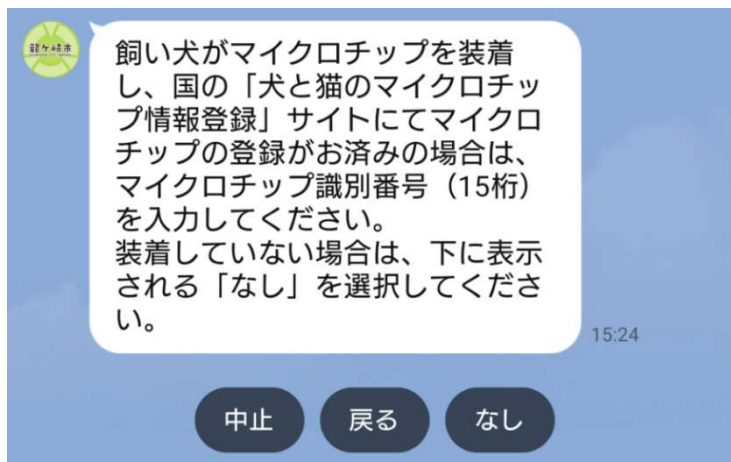 龍ケ崎市
飼い犬がマイクロチップを装着
し、国の「犬と猫のマイクロチッ
プ情報登録」サイトにてマイクロ
チップの登録がお済みの場合は、
マイクロチップ識別番号（15桁）
を入力してください。
装着していない場合は、下に表示
される「なし」を選択してくださ
い。
15:24
中止 戻る なし